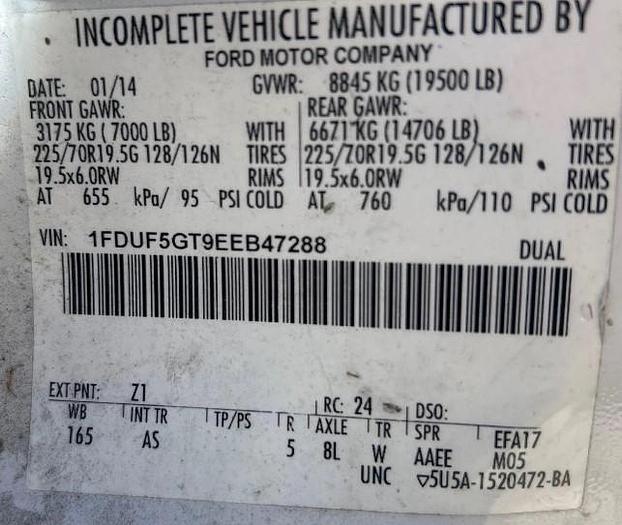 INCOMPLETE VEHICLE MANUFACTURED BY
FORD MOTOR COMPANY
DATE: 01/14 GVWR: 8845 KG (19500 LB)
FRONT GAWR: REAR GAWR:
3175 KG ( 7000 LB) WITH 6671 KG (14706 LB) WITH
225/70R19.5G 128/126N TIRES 225/70R19.5G 128/126N TIRES
19.5x6.0RW RIMS 19.5x6.0RW RIMS
AT 655 kPa/ 95 PSI COLD AT 760 kPa/110 PSI COLD
VIN: 1FDUF5GT9EEB47288 DUAL
EXT PNT: Z1 RC: 24 DSO:
WB INT TR TP/PS R AXLE TR SPR EFA17
165 AS 5 8L W AAEE M05
UNC ▽5U5A-1520472-BA